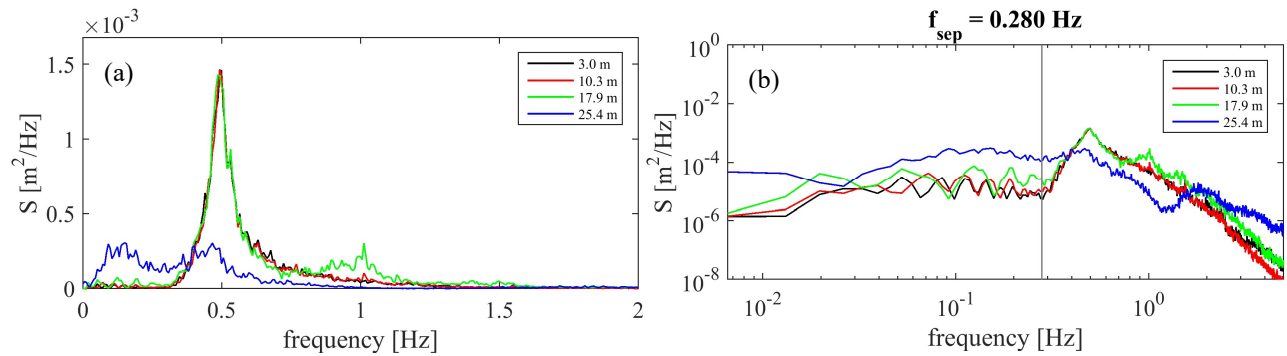 ×10⁻³
1.5
1
0.5
0
S [m²/Hz]
(a)
3.0 m
10.3 m
17.9 m
25.4 m
0 0.5 1 1.5 2
frequency [Hz]
f_sep = 0.280 Hz
10⁰
10⁻²
10⁻⁴
10⁻⁶
10⁻⁸
S [m²/Hz]
(b)
3.0 m
10.3 m
17.9 m
25.4 m
10⁻² 10⁻¹ 10⁰
frequency [Hz]